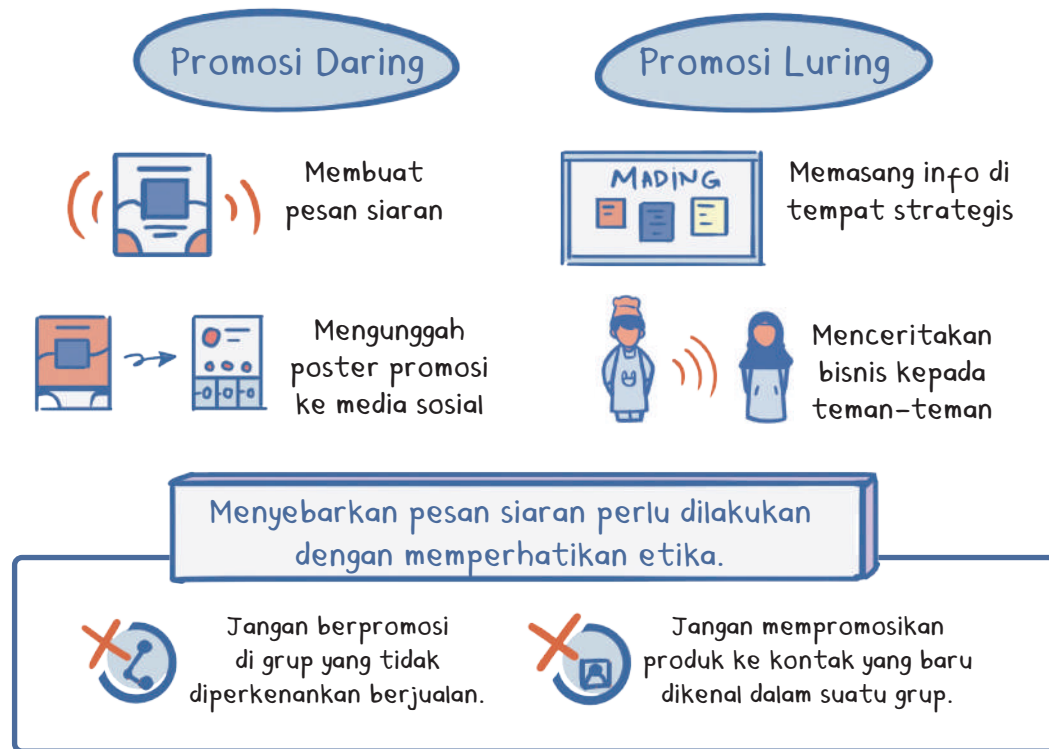 Promosi Daring
Membuat
pesan siaran
Mengunggah
poster promosi
ke media sosial
Promosi Luring
MADING
Memasang info di
tempat strategis
Menceritakan
bisnis kepada
teman-teman
Menyebarkan pesan siaran perlu dilakukan
dengan memperhatikan etika.
Jangan berpromosi
di grup yang tidak
diperkenankan berjualan.
Jangan mempromosikan
produk ke kontak yang baru
dikenal dalam suatu grup.